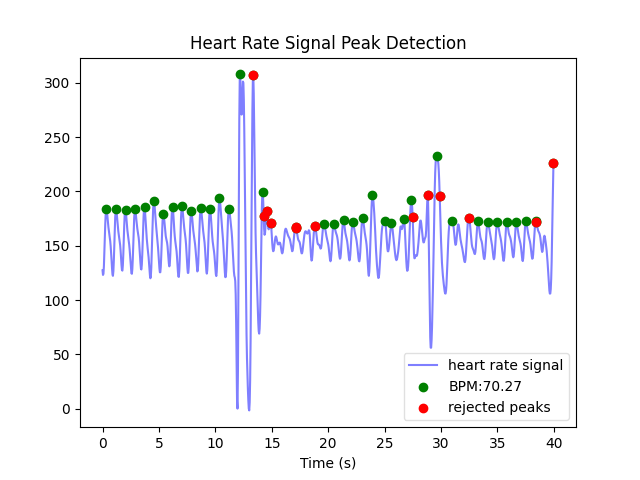 Heart Rate Signal Peak Detection
300
250
200
150
100
50
0
0 5 10 15 20 25 30 35 40
Time (s)
heart rate signal
BPM:70.27
rejected peaks